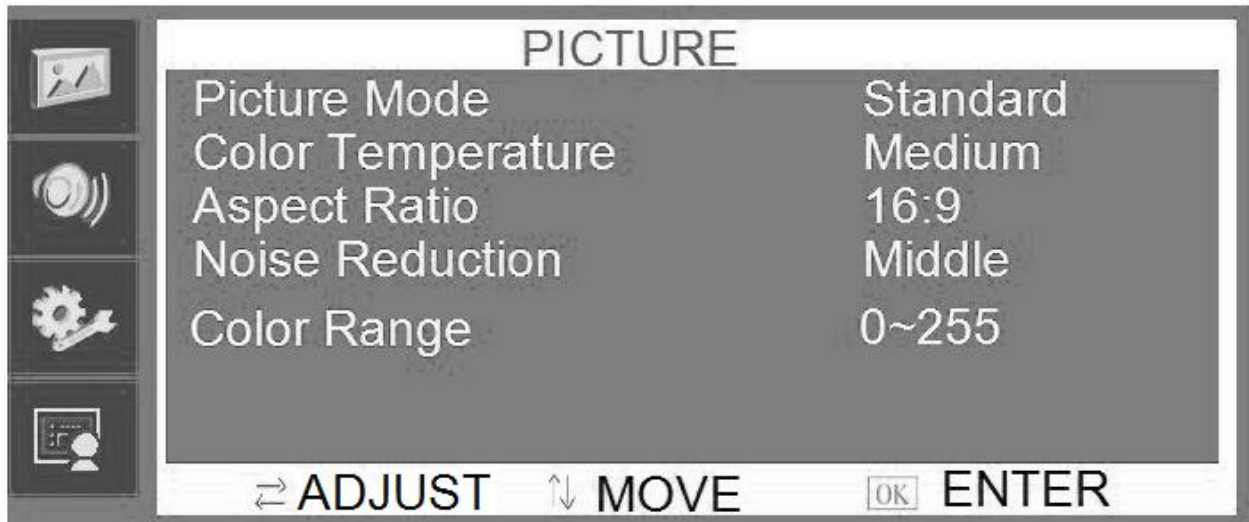 PICTURE
Picture Mode Standard
Color Temperature Medium
Aspect Ratio 16:9
Noise Reduction Middle
Color Range 0~255
⇄ ADJUST ↑↓ MOVE OK ENTER